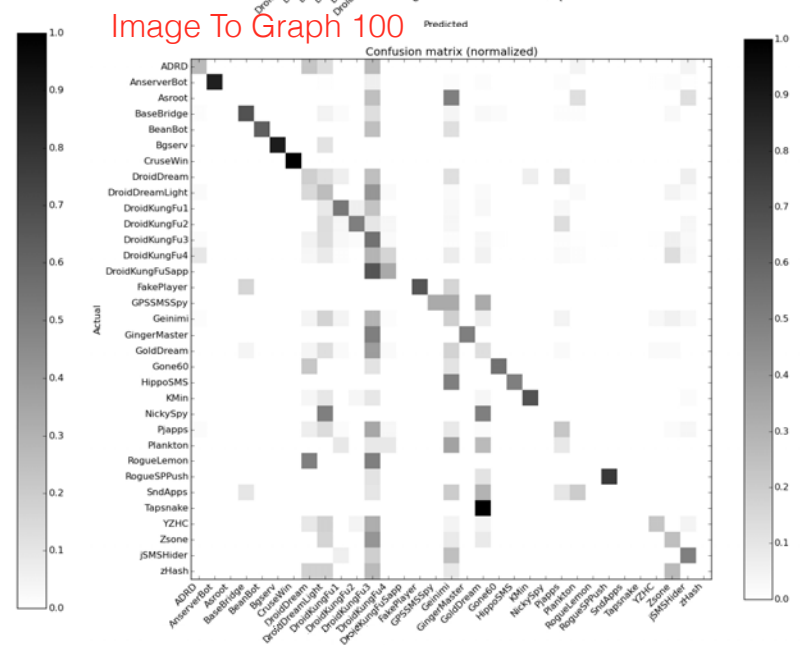 Image To Graph 100
Predicted
Confusion matrix (normalized)
1.0
0.9
0.8
0.7
0.6
0.5
0.4
0.3
0.2
0.1
0.0
Actual
ADRD
AnserverBot
Asroot
BaseBridge
BeanBot
Bgserv
CruseWin
DroidDream
DroidDreamLight
DroidKungFu1
DroidKungFu2
DroidKungFu3
DroidKungFu4
DroidKungFuSapp
FakePlayer
GPSSMSSpy
Geinimi
GingerMaster
GoldDream
Gone60
HippoSMS
KMin
NickySpy
Pjapps
Plankton
RogueLemon
RogueSPPush
SndApps
Tapsnake
YZHC
Zsone
jSMSHider
zHash
ADRD
AnserverBot
Asroot
BaseBridge
BeanBot
Bgserv
CruseWin
DroidDream
DroidDreamLight
DroidKungFu1
DroidKungFu2
DroidKungFu3
DroidKungFu4
DroidKungFuSapp
FakePlayer
GPSSMSSpy
Geinimi
GingerMaster
GoldDream
Gone60
HippoSMS
KMin
NickySpy
Pjapps
Plankton
RogueLemon
RogueSPPush
SndApps
Tapsnake
YZHC
Zsone
jSMSHider
zHash
1.0
0.9
0.8
0.7
0.6
0.5
0.4
0.3
0.2
0.1
0.0